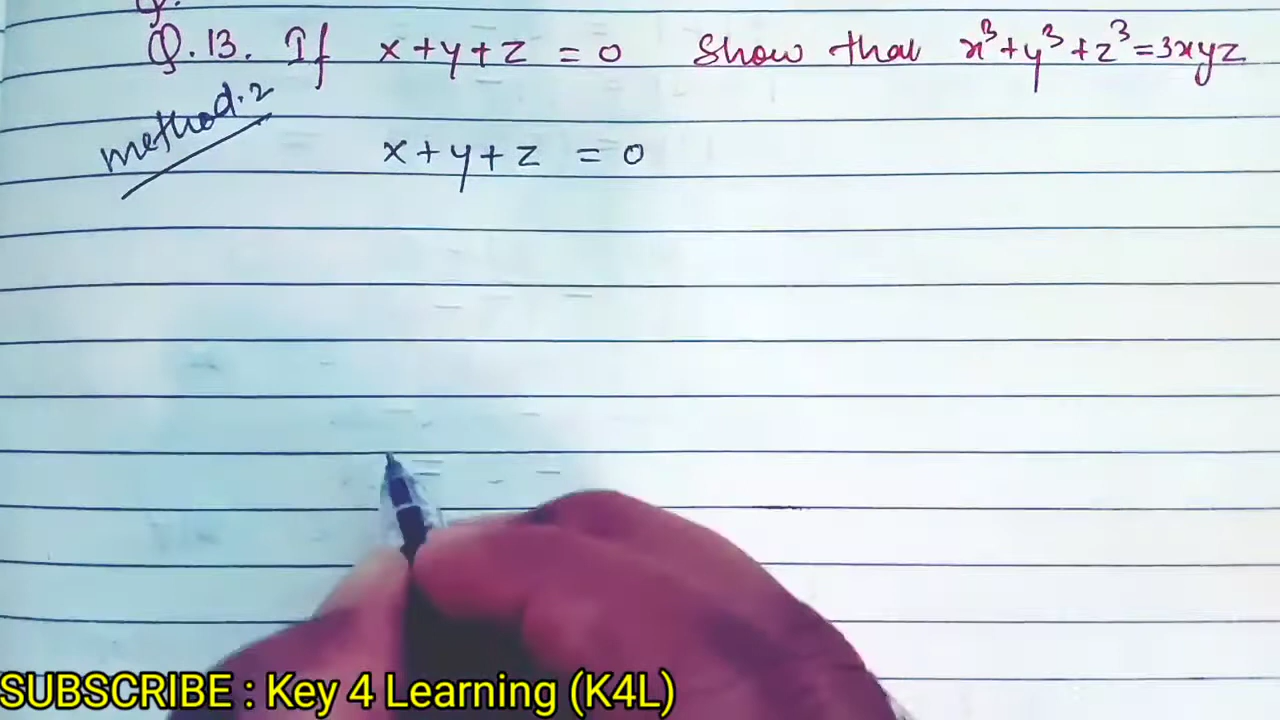 Q.13. If x+y+z = 0 Show that x³+y³+z³=3xyz
method.2
x+y+z = 0
SUBSCRIBE : Key 4 Learning (K4L)